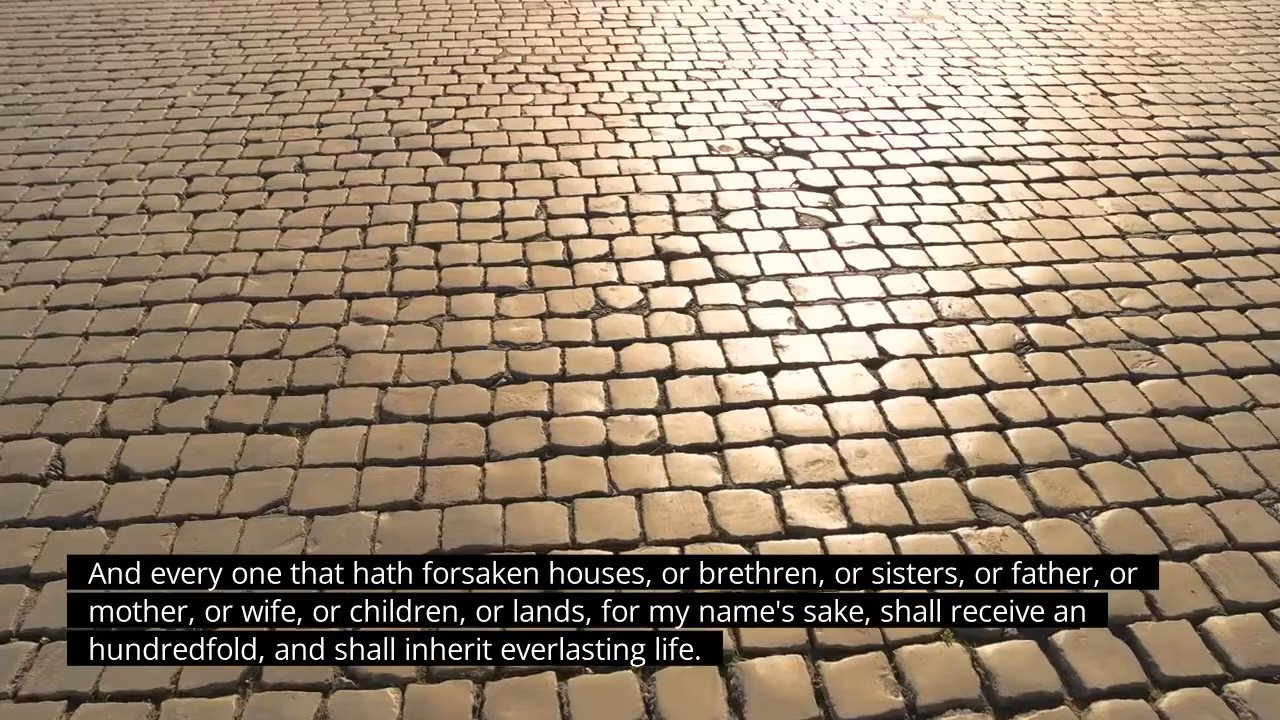 And every one that hath forsaken houses, or brethren, or sisters, or father, or
mother, or wife, or children, or lands, for my name's sake, shall receive an
hundredfold, and shall inherit everlasting life.